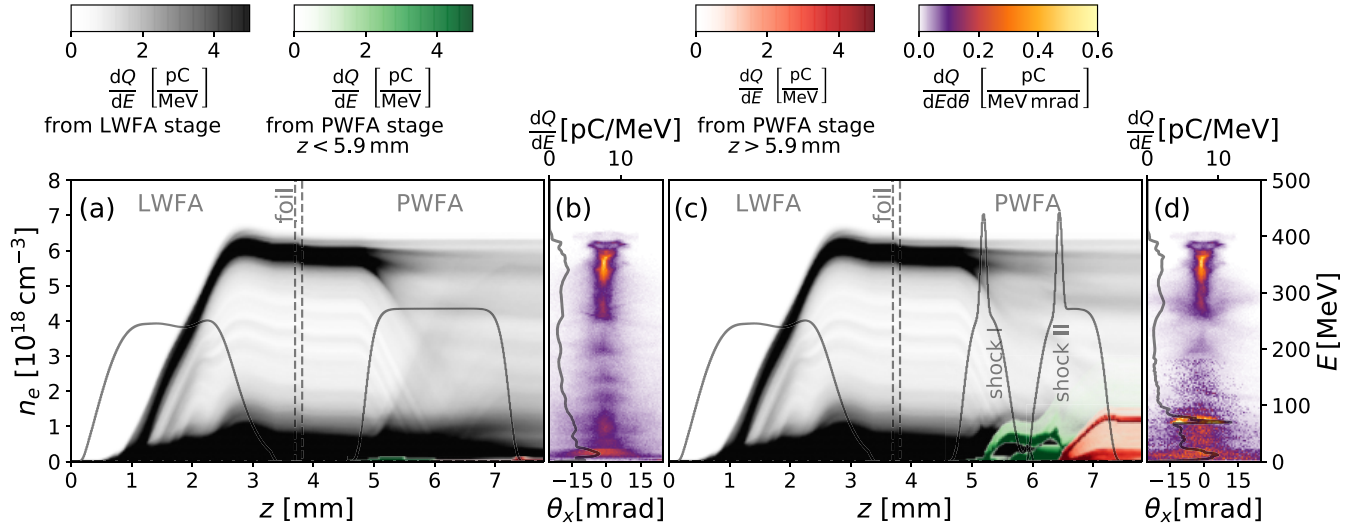 0 2 4
dQ/dE [pC/MeV]
from LWFA stage
0 2 4
dQ/dE [pC/MeV]
from PWFA stage
z < 5.9 mm
0 2 4
dQ/dE [pC/MeV]
from PWFA stage
z > 5.9 mm
0.0 0.2 0.4 0.6
dQ/dEdθ [pC/MeV mrad]
dQ/dE [pC/MeV]
0 10
dQ/dE [pC/MeV]
0 10
(a) LWFA foil PWFA
(b)
(c) LWFA foil PWFA
shock I
shock II
(d)
8
7
6
5
4
3
2
1
0
n_e [10^18 cm^−3]
500
400
300
200
100
0
E [MeV]
0 1 2 3 4 5 6 7
z [mm]
−15 0 15
θ_x[mrad]
0 1 2 3 4 5 6 7
z [mm]
−15 0 15
θ_x[mrad]